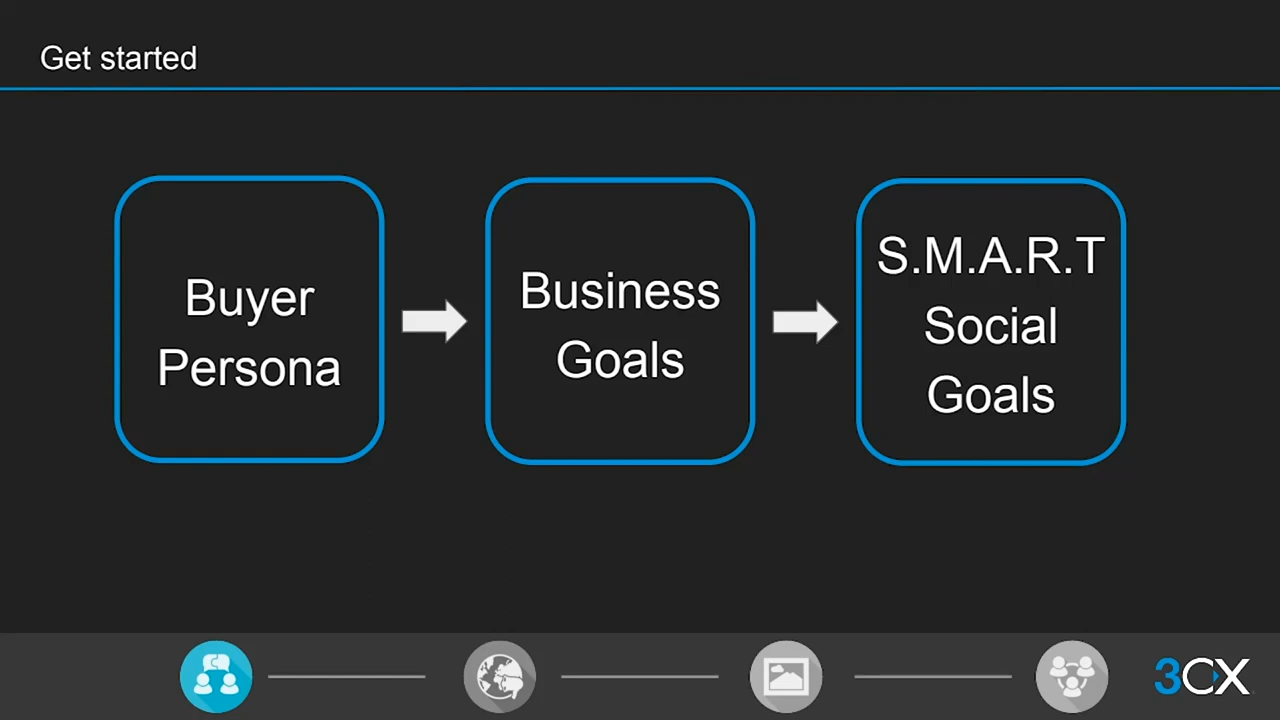 Get started
Buyer
Persona
Business
Goals
S.M.A.R.T
Social
Goals
3CX